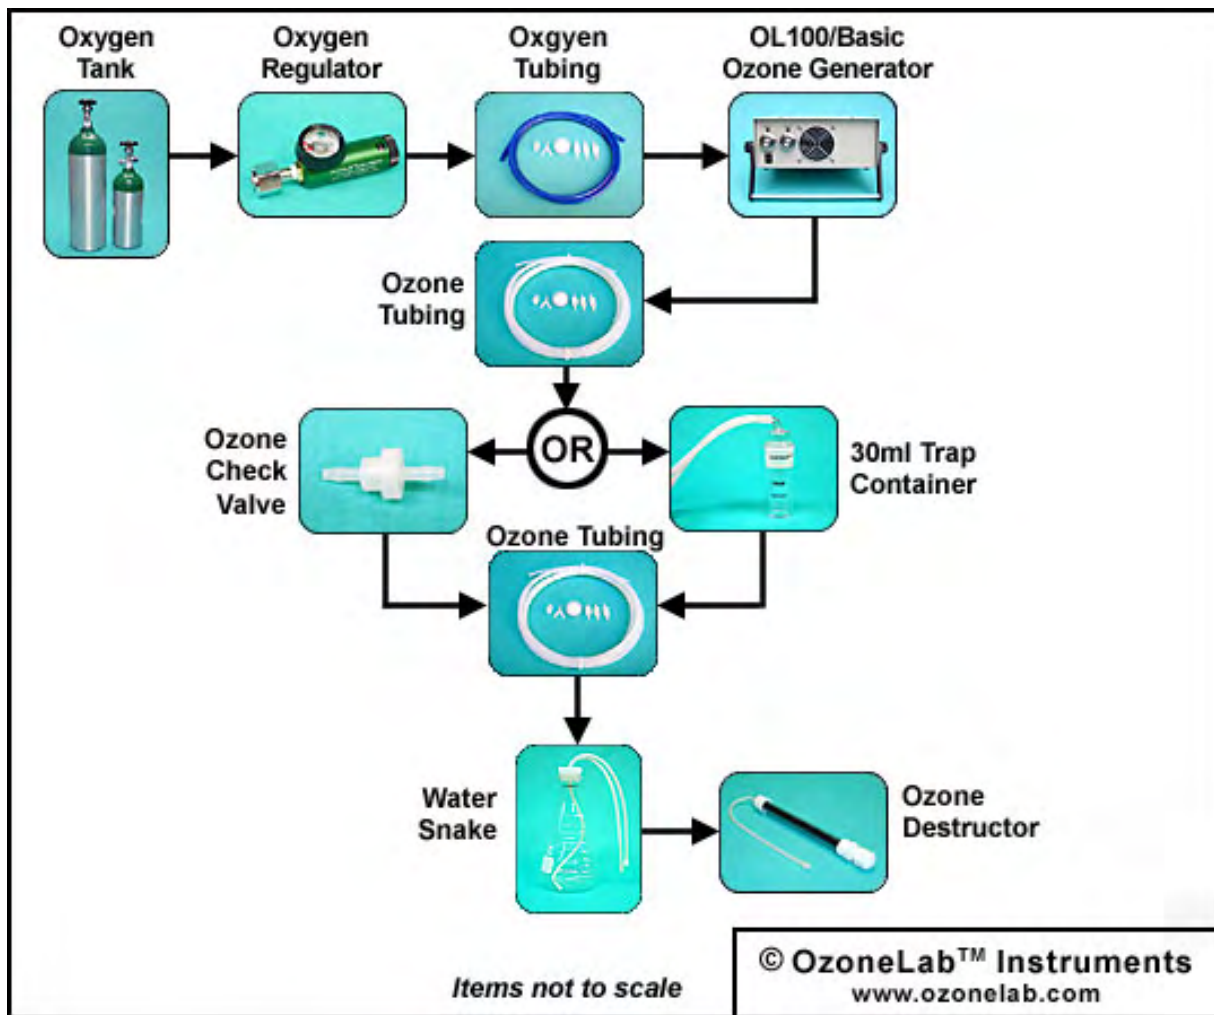 Oxygen
Tank
Oxygen
Regulator
Oxgyen
Tubing
OL100/Basic
Ozone Generator
Ozone
Tubing
Ozone
Check
Valve
OR
30ml Trap
Container
Ozone Tubing
Water
Snake
Ozone
Destructor
Items not to scale
© OzoneLab™ Instruments
www.ozonelab.com